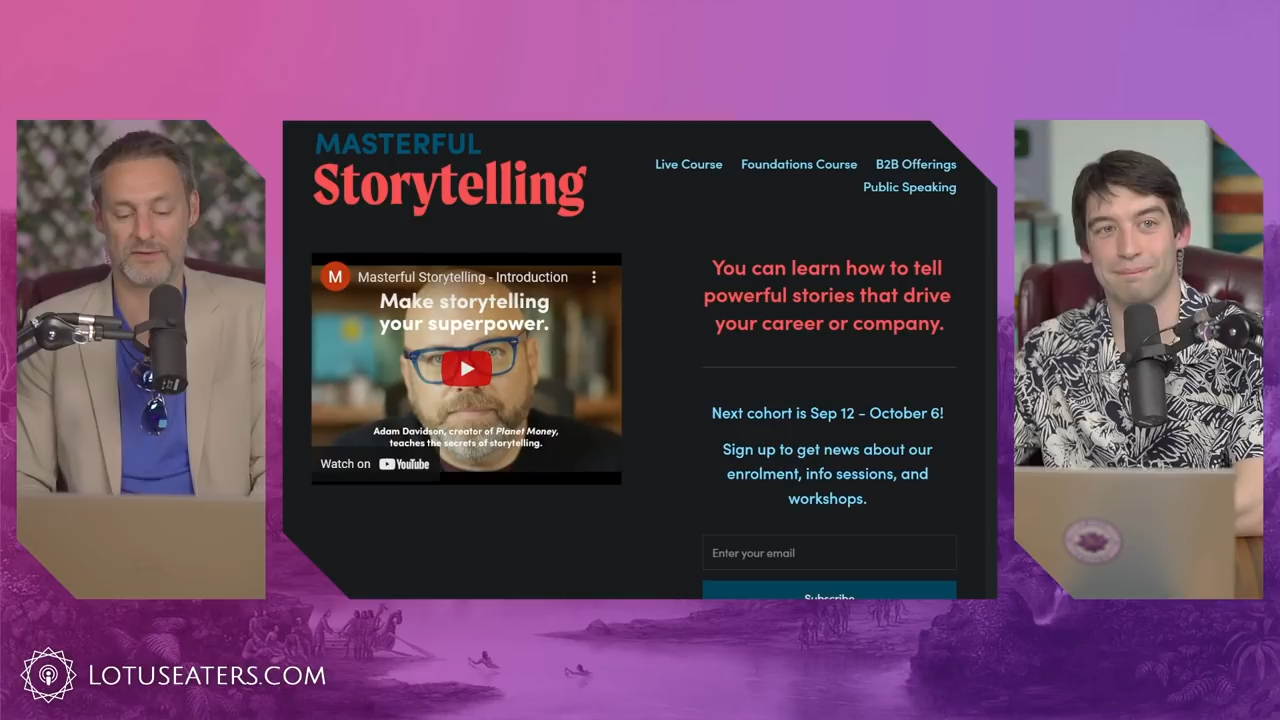 MASTERFUL
Storytelling
Live Course Foundations Course B2B Offerings
Public Speaking
M Masterful Storytelling - Introduction
Make storytelling
your superpower.
Adam Davidson, creator of Planet Money,
teaches the secrets of storytelling.
Watch on YouTube
You can learn how to tell
powerful stories that drive
your career or company.
Next cohort is Sep 12 - October 6!
Sign up to get news about our
enrolment, info sessions, and
workshops.
Enter your email
Subscribe
LOTUSEATERS.COM